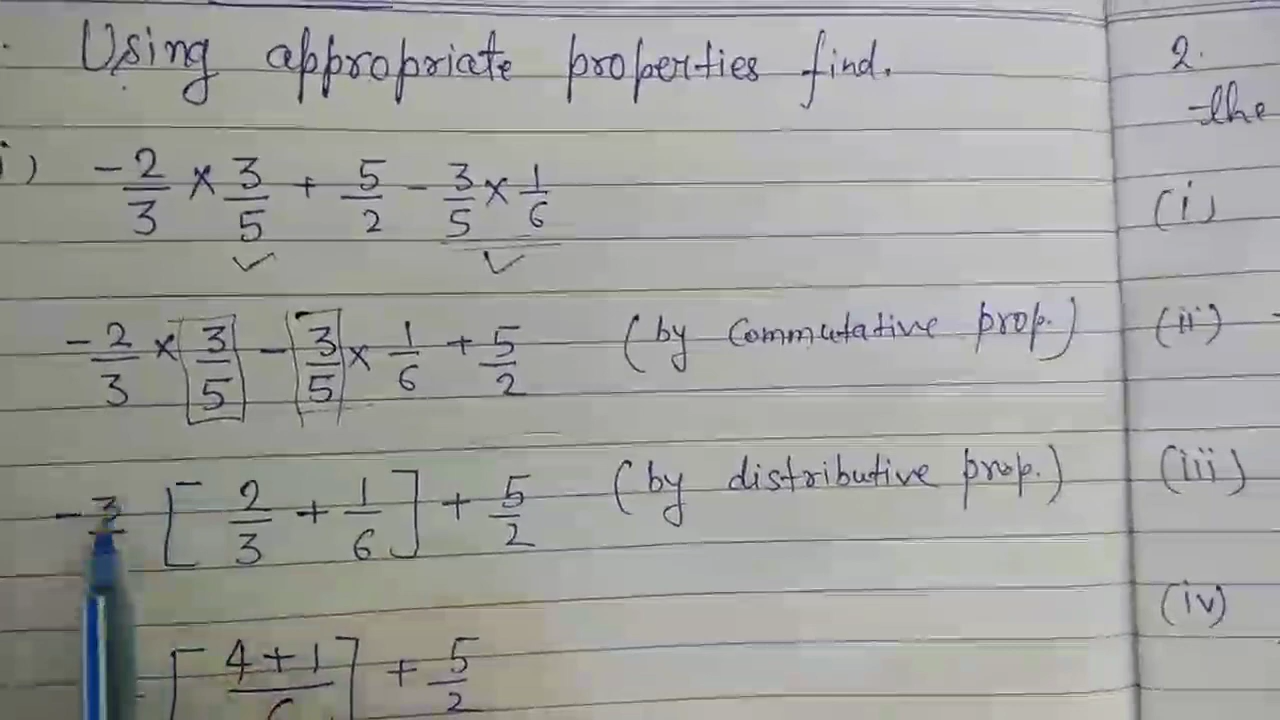 Using appropriate properties find.
i) -2/3 × 3/5 + 5/2 - 3/5 × 1/6
-2/3 × 3/5 - 3/5 × 1/6 + 5/2 (by Commutative prop.)
-3 [2/3 + 1/6] + 5/2 (by distributive prop.)
[4+1/6] + 5/2
2.
the
(i)
(ii)
(iii)
(iv)